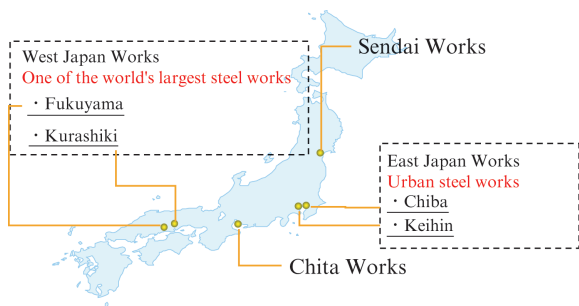 West Japan Works
One of the world's largest steel works
・Fukuyama
・Kurashiki
Sendai Works
East Japan Works
Urban steel works
・Chiba
・Keihin
Chita Works